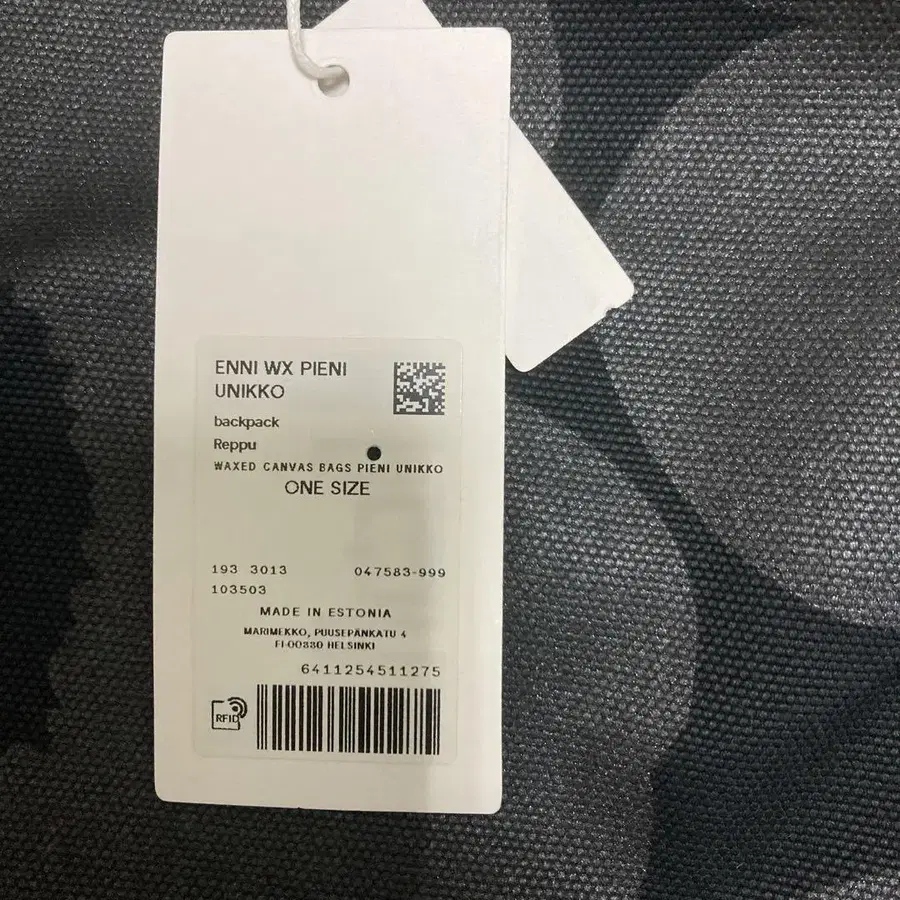 ENNI WX PIENI
UNIKKO
backpack
Reppu
WAXED CANVAS BAGS PIENI UNIKKO
ONE SIZE
193 3013 047583-999
103503
MADE IN ESTONIA
MARIMEKKO, PUUSEPÄNKATU 4
FI-00880 HELSINKI
6411254511275
RFID